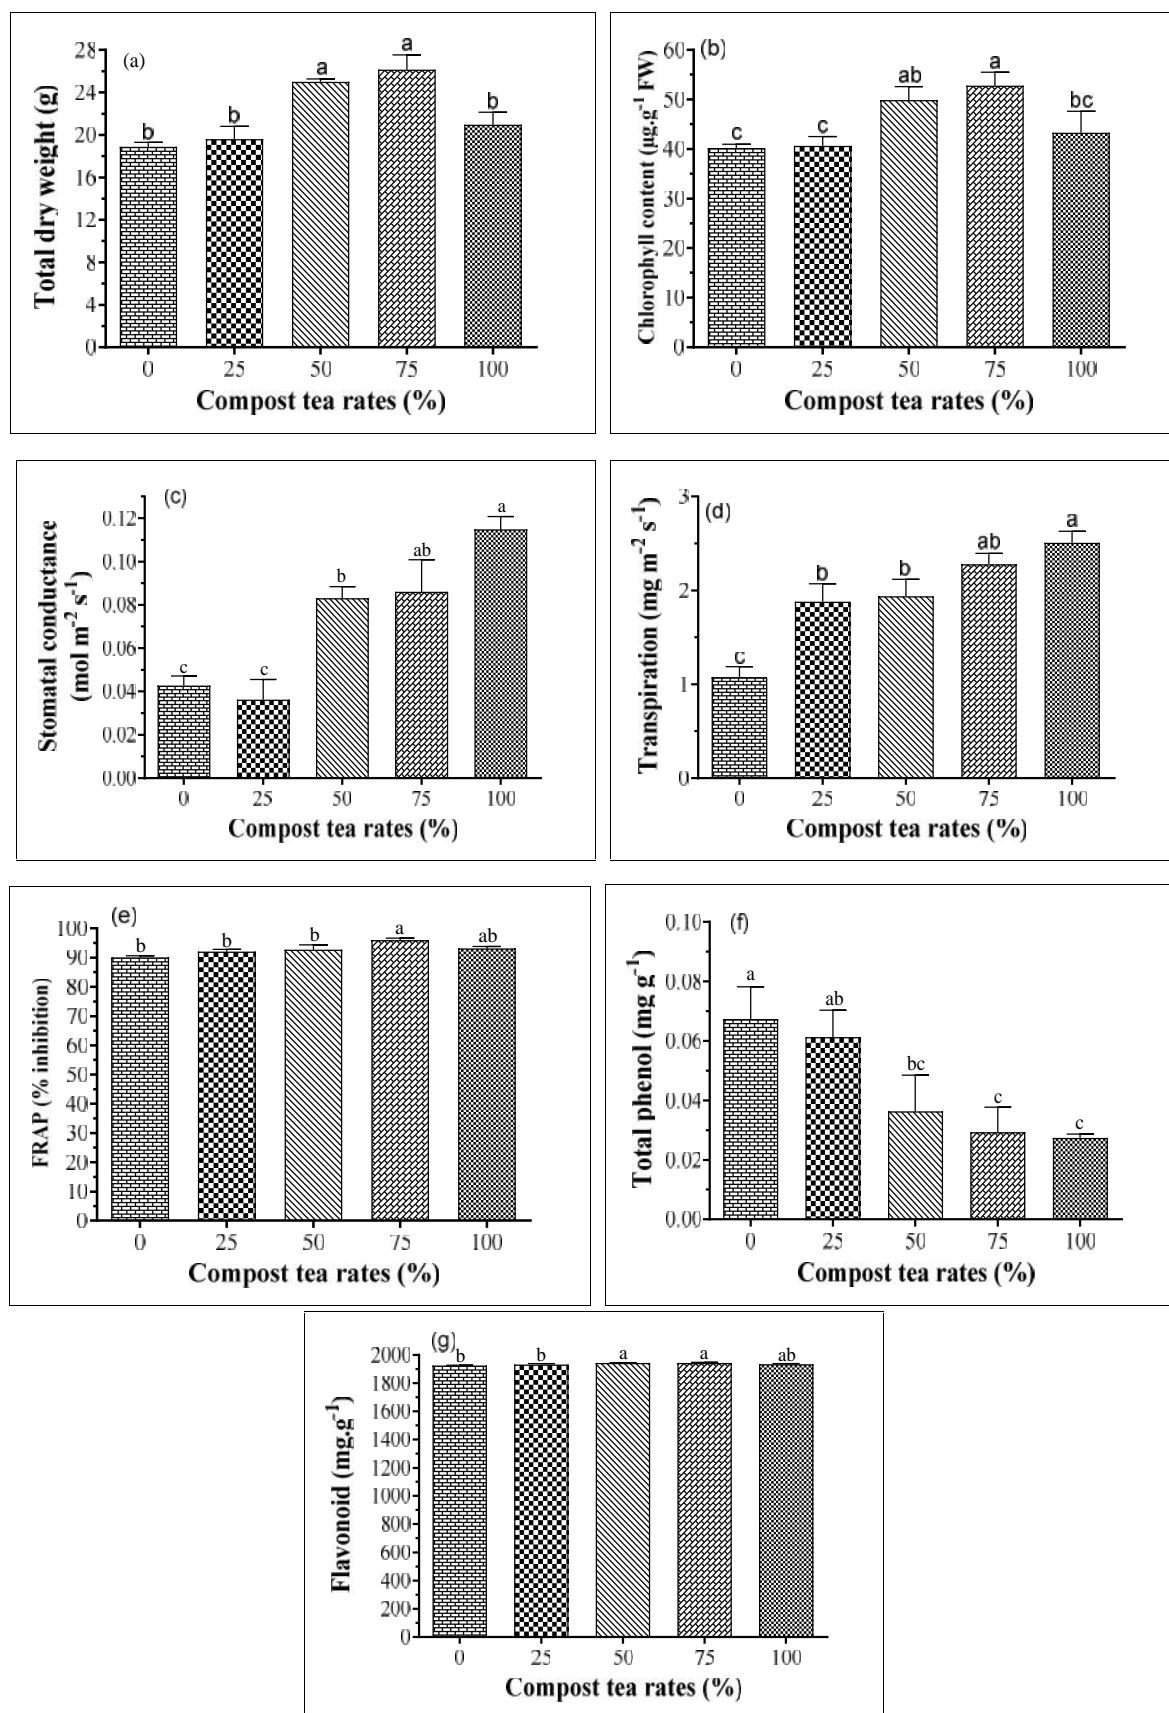 (a)
Total dry weight (g)
28
24
20
16
12
8
4
0
b
b
a
a
b
0 25 50 75 100
Compost tea rates (%)
(b)
Chlorophyll content (µg.g-1 FW)
60
50
40
30
20
10
0
c
c
ab
a
bc
0 25 50 75 100
Compost tea rates (%)
(c)
Stomatal conductance
(mol m-2 s-1)
0.12
0.10
0.08
0.06
0.04
0.02
0.00
c
c
b
ab
a
0 25 50 75 100
Compost tea rates (%)
(d)
Transpiration (mg m-2 s-1)
3
2
1
0
c
b
b
ab
a
0 25 50 75 100
Compost tea rates (%)
(e)
FRAP (% inhibition)
100
90
80
70
60
50
40
30
20
10
0
b
b
b
a
ab
0 25 50 75 100
Compost tea rates (%)
(f)
Total phenol (mg g-1)
0.10
0.08
0.06
0.04
0.02
0.00
a
ab
bc
c
c
0 25 50 75 100
Compost tea rates (%)
(g)
Flavonoid (mg.g-1)
2000
1800
1600
1400
1200
1000
800
600
400
200
0
b
b
a
a
ab
0 25 50 75 100
Compost tea rates (%)